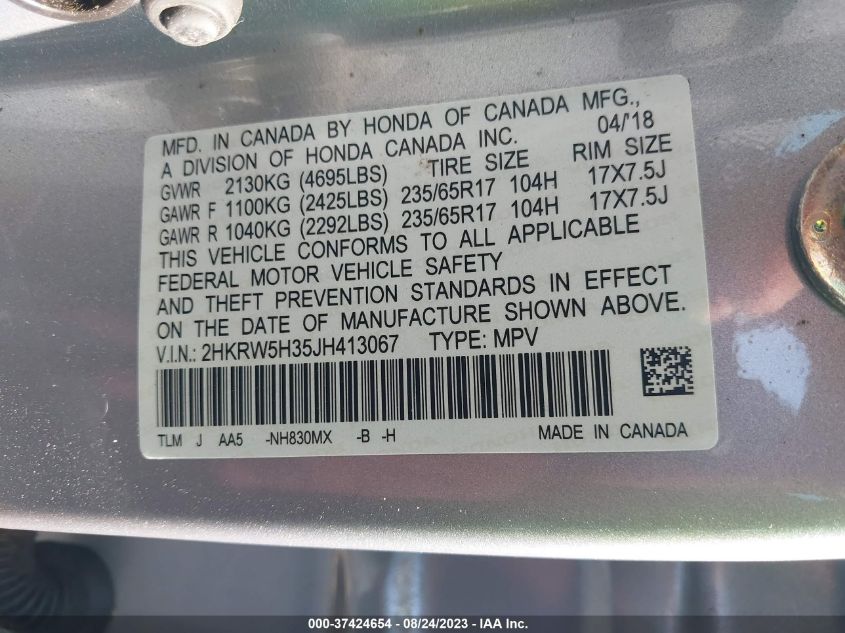 MFD. IN CANADA BY HONDA OF CANADA MFG.,
A DIVISION OF HONDA CANADA INC. 04/'18
GVWR 2130KG (4695LBS) TIRE SIZE RIM SIZE
GAWR F 1100KG (2425LBS) 235/65R17 104H 17X7.5J
GAWR R 1040KG (2292LBS) 235/65R17 104H 17X7.5J
THIS VEHICLE CONFORMS TO ALL APPLICABLE
FEDERAL MOTOR VEHICLE SAFETY
AND THEFT PREVENTION STANDARDS IN EFFECT
ON THE DATE OF MANUFACTURE SHOWN ABOVE.
V.I.N.: 2HKRW5H35JH413067 TYPE: MPV
TLM J AA5 -NH830MX -B -H MADE IN CANADA
000-37424654 - 08/24/2023 - IAA Inc.